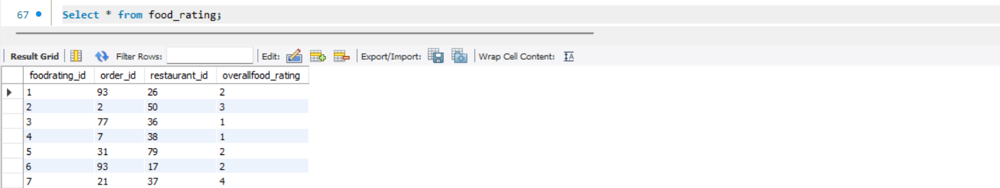 67 Select * from food_rating;
Result Grid Filter Rows: Edit: Export/Import: Wrap Cell Content: IA
foodrating_id order_id restaurant_id overallfood_rating
1 93 26 2
2 2 50 3
3 77 36 1
4 7 38 1
5 31 79 2
6 93 17 2
7 21 37 4